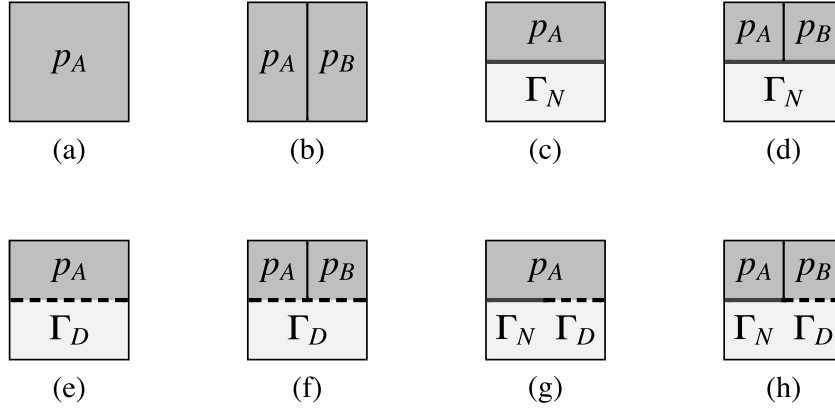 p_A p_A p_B p_A p_A p_B
Γ_N Γ_N
(a) (b) (c) (d)
p_A p_A p_B p_A p_A p_B
Γ_D Γ_D Γ_N Γ_D Γ_N Γ_D
(e) (f) (g) (h)